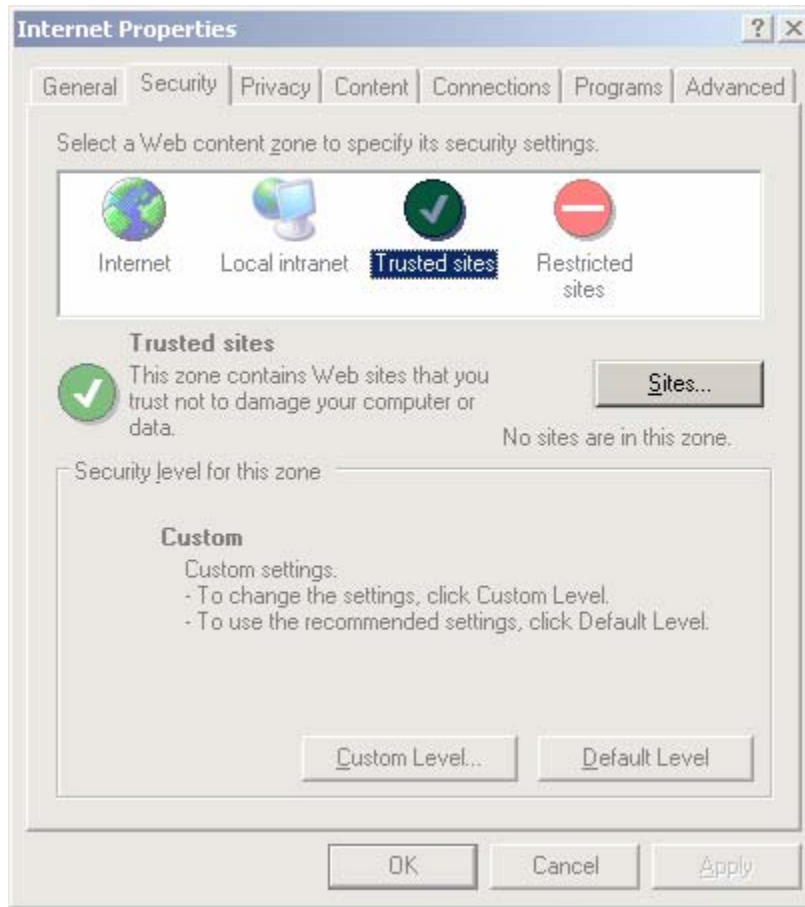 Internet Properties
General Security Privacy Content Connections Programs Advanced
Select a Web content zone to specify its security settings.
Internet Local intranet Trusted sites Restricted
sites
Trusted sites
This zone contains Web sites that you
trust not to damage your computer or
data.
Sites...
No sites are in this zone.
Security level for this zone
Custom
Custom settings.
- To change the settings, click Custom Level.
- To use the recommended settings, click Default Level.
Custom Level... Default Level
OK Cancel Apply